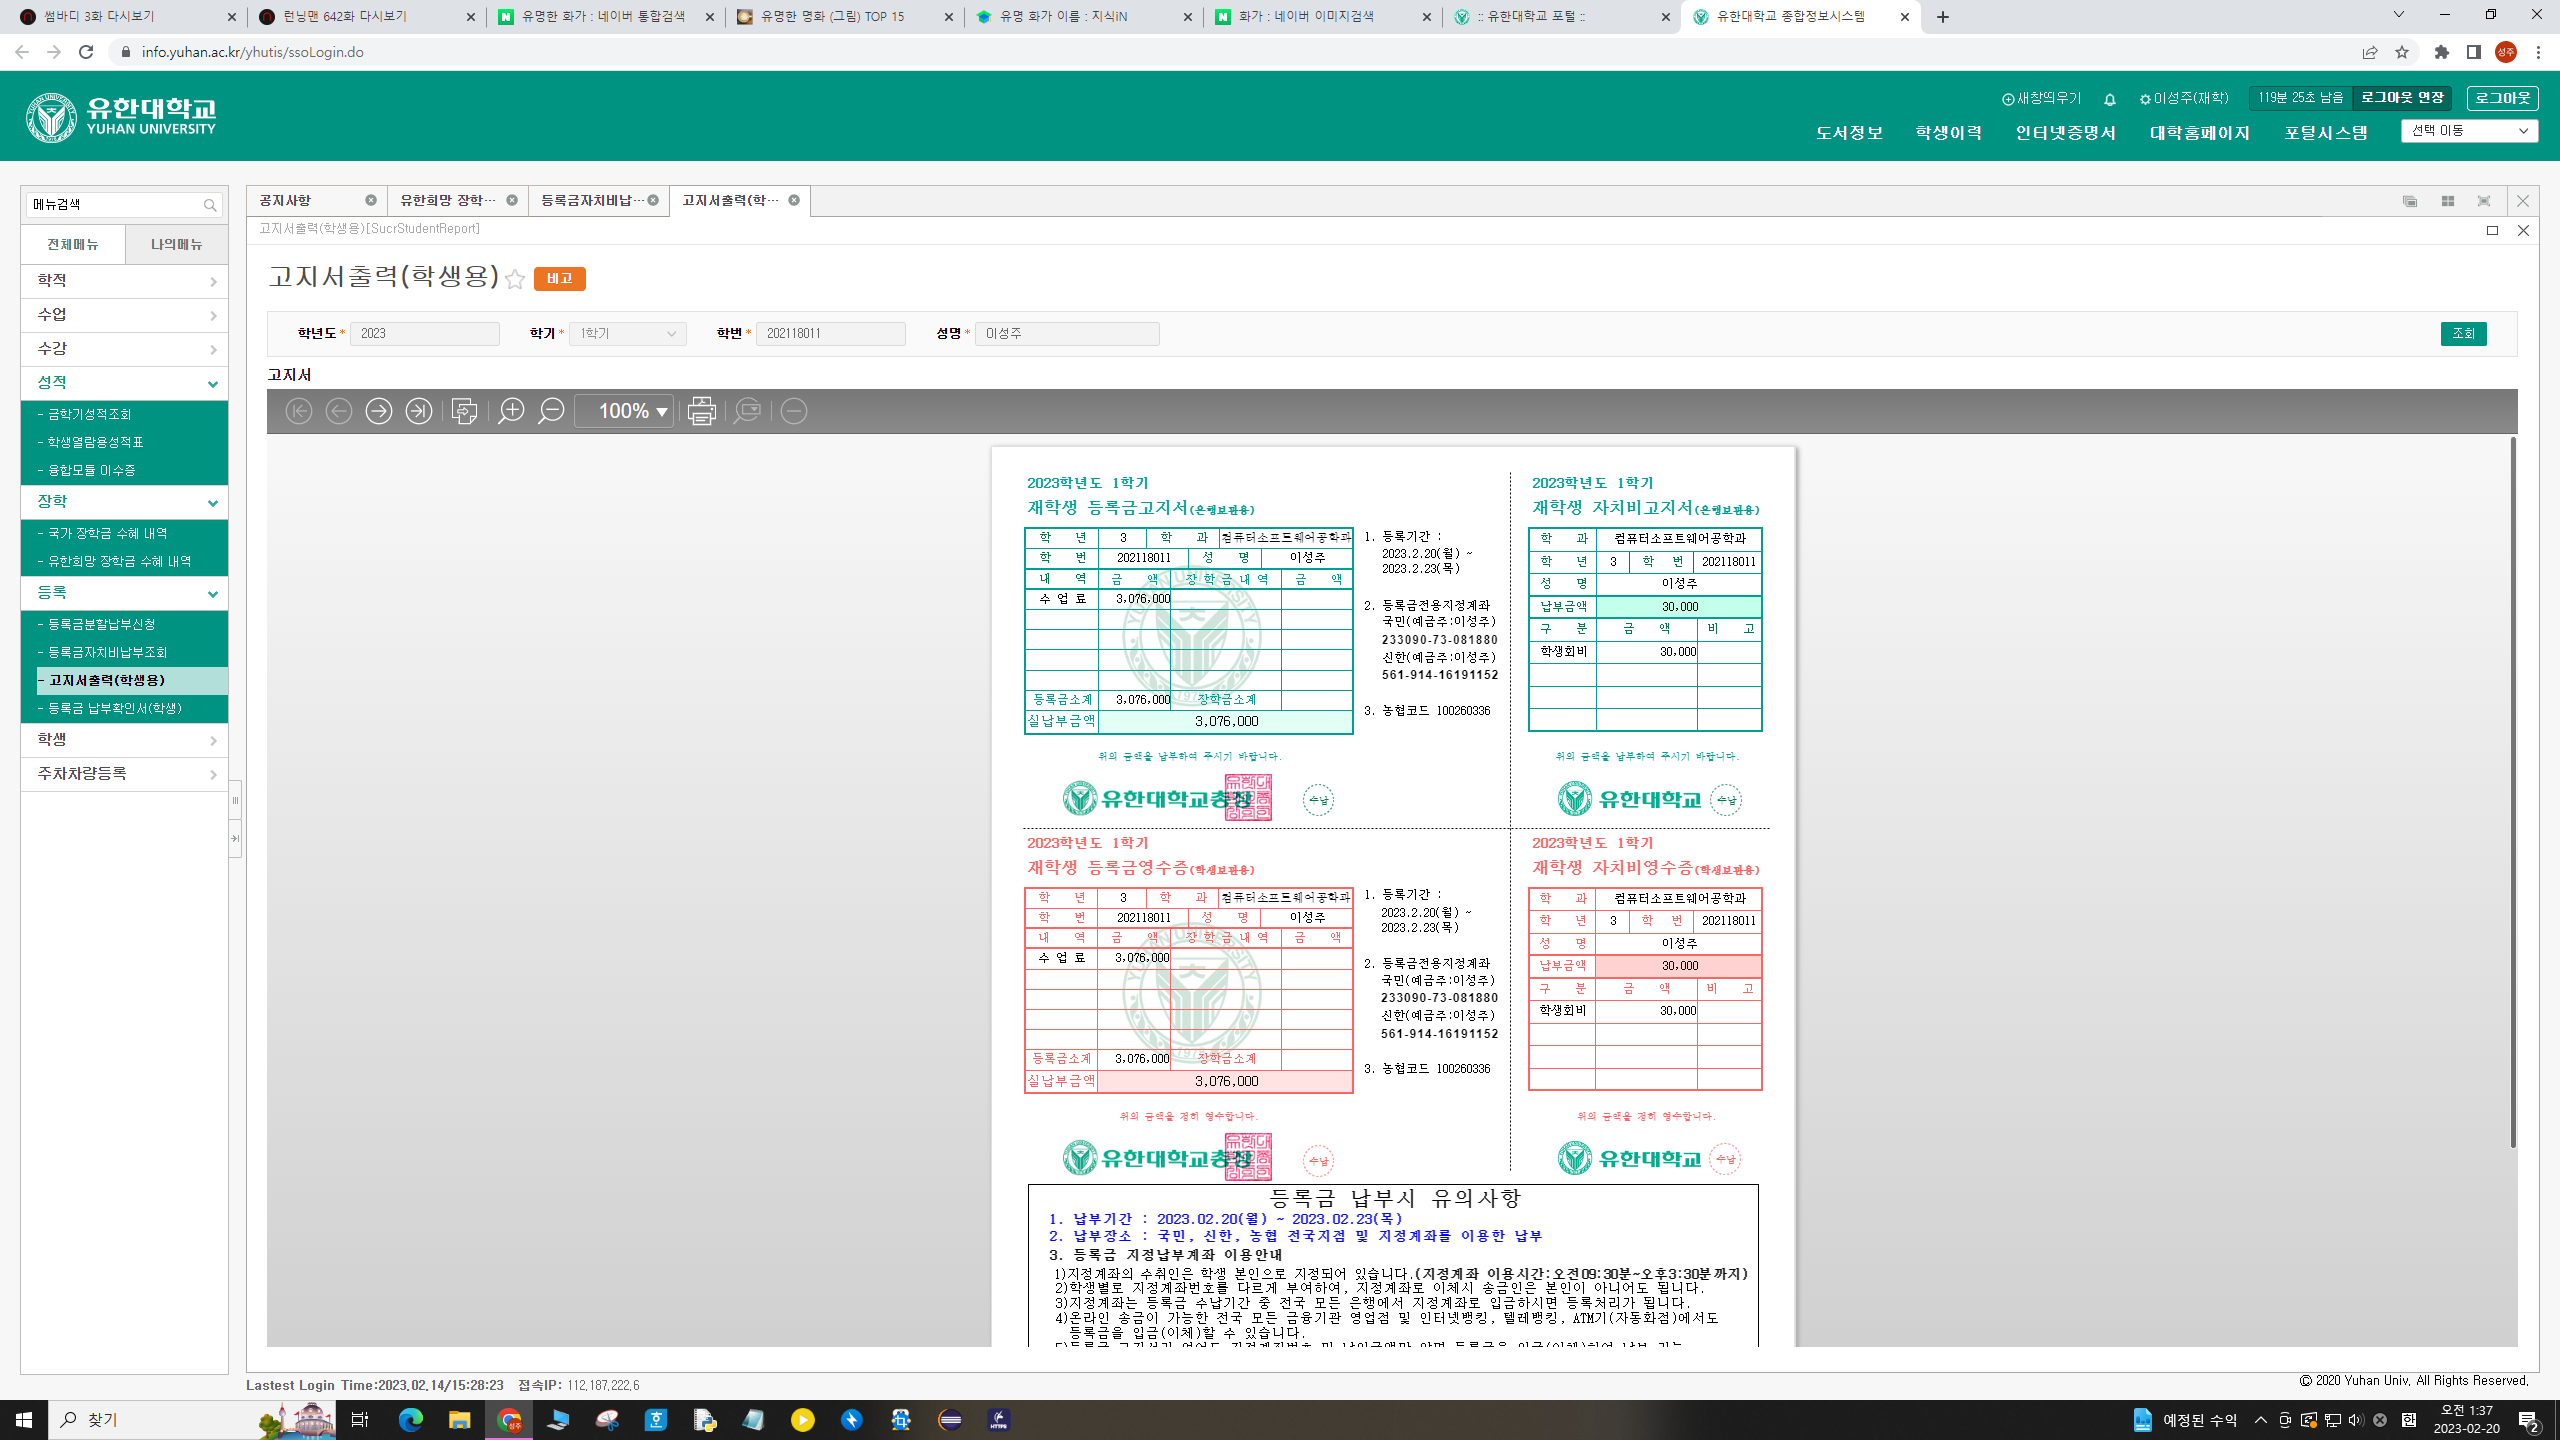 썸바디 3화 다시보기
런닝맨 642화 다시보기
유명한 화가 : 네이버 통합검색
유명한 명화 (그림) TOP 15
유명 화가 이름 : 지식iN
화가 : 네이버 이미지검색
:: 유한대학교 포털 ::
유한대학교 종합정보시스템
info.yuhan.ac.kr/yhutis/ssoLogin.do
성주
유한대학교
YUHAN UNIVERSITY
새창띄우기 이성주(재학) 119분 25초 남음 로그아웃 연장 로그아웃
도서정보 학생이력 인터넷증명서 대학홈페이지 포털시스템 선택 이동
메뉴검색
전체메뉴 나의메뉴
학적
수업
수강
성적
- 금학기성적조회
- 학생열람용성적표
- 융합모듈 이수증
장학
- 국가 장학금 수혜 내역
- 유한희망 장학금 수혜 내역
등록
- 등록금분할납부신청
- 등록금자치비납부조회
- 고지서출력(학생용)
- 등록금 납부확인서(학생)
학생
주차차량등록
공지사항 유한희망 장학... 등록금자치비납... 고지서출력(학...
고지서출력(학생용)[SucrStudentReport]
고지서출력(학생용) 비고
학년도* 2023 학기* 1학기 학번* 202118011 성명* 이성주 조회
고지서
100%
2023학년도 1학기
재학생 등록금고지서(은행보관용)
학 년 3 학 과 컴퓨터소프트웨어공학과
학 번 202118011 성 명 이성주
내 역 금 액 장학금내역 금 액
수 업 료 3,076,000
등록금소계 3,076,000 장학금소계
실납부금액 3,076,000
위의 금액을 납부하여 주시기 바랍니다.
유한대학교총장 수납
1. 등록기간 :
2023.2.20(월) ~
2023.2.23(목)
2. 등록금전용지정계좌
국민(예금주:이성주)
233090-73-081880
신한(예금주:이성주)
561-914-16191152
3. 농협코드 100260336
2023학년도 1학기
재학생 자치비고지서(은행보관용)
학 과 컴퓨터소프트웨어공학과
학 년 3 학 번 202118011
성 명 이성주
납부금액 30,000
구 분 금 액 비 고
학생회비 30,000
위의 금액을 납부하여 주시기 바랍니다.
유한대학교 수납
2023학년도 1학기
재학생 등록금영수증(학생보관용)
학 년 3 학 과 컴퓨터소프트웨어공학과
학 번 202118011 성 명 이성주
내 역 금 액 장학금내역 금 액
수 업 료 3,076,000
등록금소계 3,076,000 장학금소계
실납부금액 3,076,000
위의 금액을 정히 영수합니다.
유한대학교총장 수납
1. 등록기간 :
2023.2.20(월) ~
2023.2.23(목)
2. 등록금전용지정계좌
국민(예금주:이성주)
233090-73-081880
신한(예금주:이성주)
561-914-16191152
3. 농협코드 100260336
2023학년도 1학기
재학생 자치비영수증(학생보관용)
학 과 컴퓨터소프트웨어공학과
학 년 3 학 번 202118011
성 명 이성주
납부금액 30,000
구 분 금 액 비 고
학생회비 30,000
위의 금액을 정히 영수합니다.
유한대학교 수납
등록금 납부시 유의사항
1. 납부기간 : 2023.02.20(월) ~ 2023.02.23(목)
2. 납부장소 : 국민, 신한, 농협 전국지점 및 지정계좌를 이용한 납부
3. 등록금 지정납부계좌 이용안내
1)지정계좌의 수취인은 학생 본인으로 지정되어 있습니다.(지정계좌 이용시간:오전09:30분~오후3:30분까지)
2)학생별로 지정계좌번호를 다르게 부여하여, 지정계좌로 이체시 송금인은 본인이 아니어도 됩니다.
3)지정계좌는 등록금 수납기간 중 전국 모든 은행에서 지정계좌로 입금하시면 등록처리가 됩니다.
4)온라인 송금이 가능한 전국 모든 금융기관 영업점 및 인터넷뱅킹, 텔레뱅킹, ATM기(자동화점)에서도
등록금을 입금(이체)할 수 있습니다.
Lastest Login Time:2023.02.14/15:28:23 접속IP: 112.187.222.6
© 2020 Yuhan Univ. All Rights Reserved.
찾기
예정된 수익
한
오전 1:37
2023-02-20
2